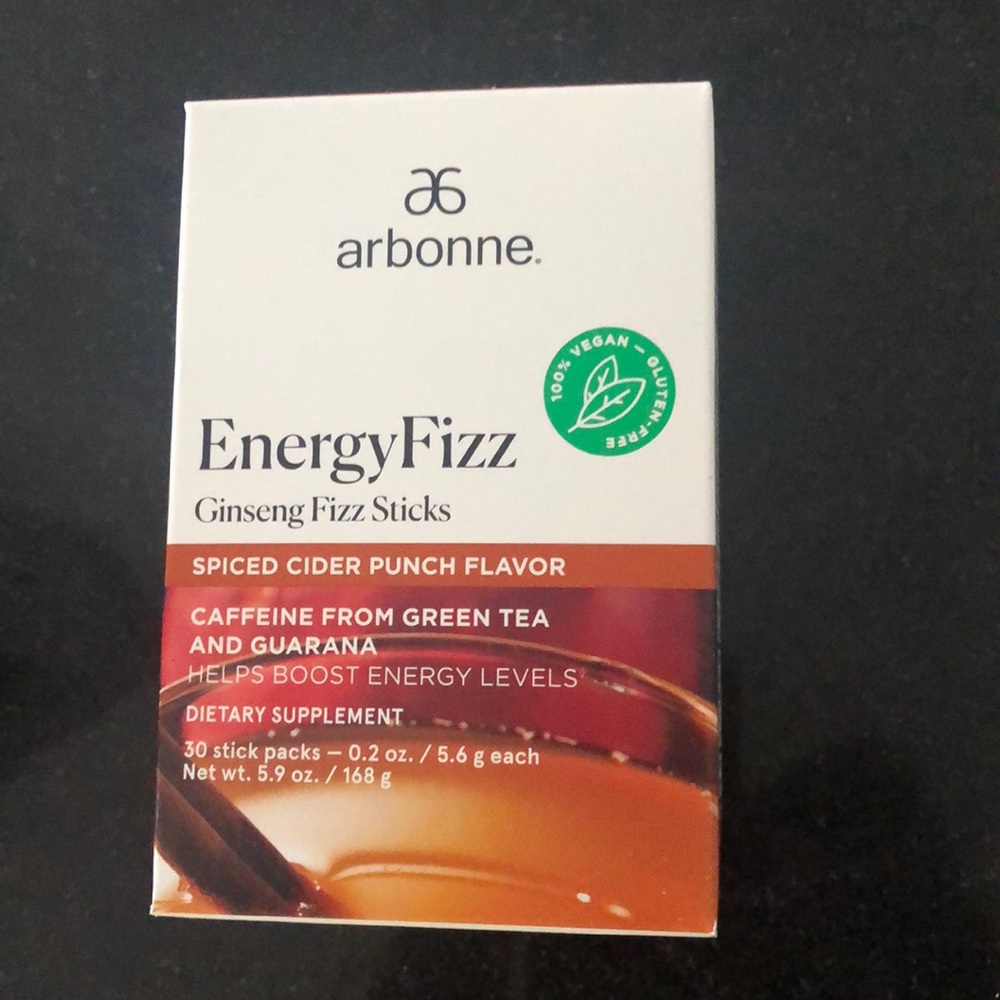 arbonne.
100% VEGAN — GLUTEN-FREE
EnergyFizz
Ginseng Fizz Sticks
SPICED CIDER PUNCH FLAVOR
CAFFEINE FROM GREEN TEA
AND GUARANA
HELPS BOOST ENERGY LEVELS◊
DIETARY SUPPLEMENT
30 stick packs — 0.2 oz. / 5.6 g each
Net wt. 5.9 oz. / 168 g